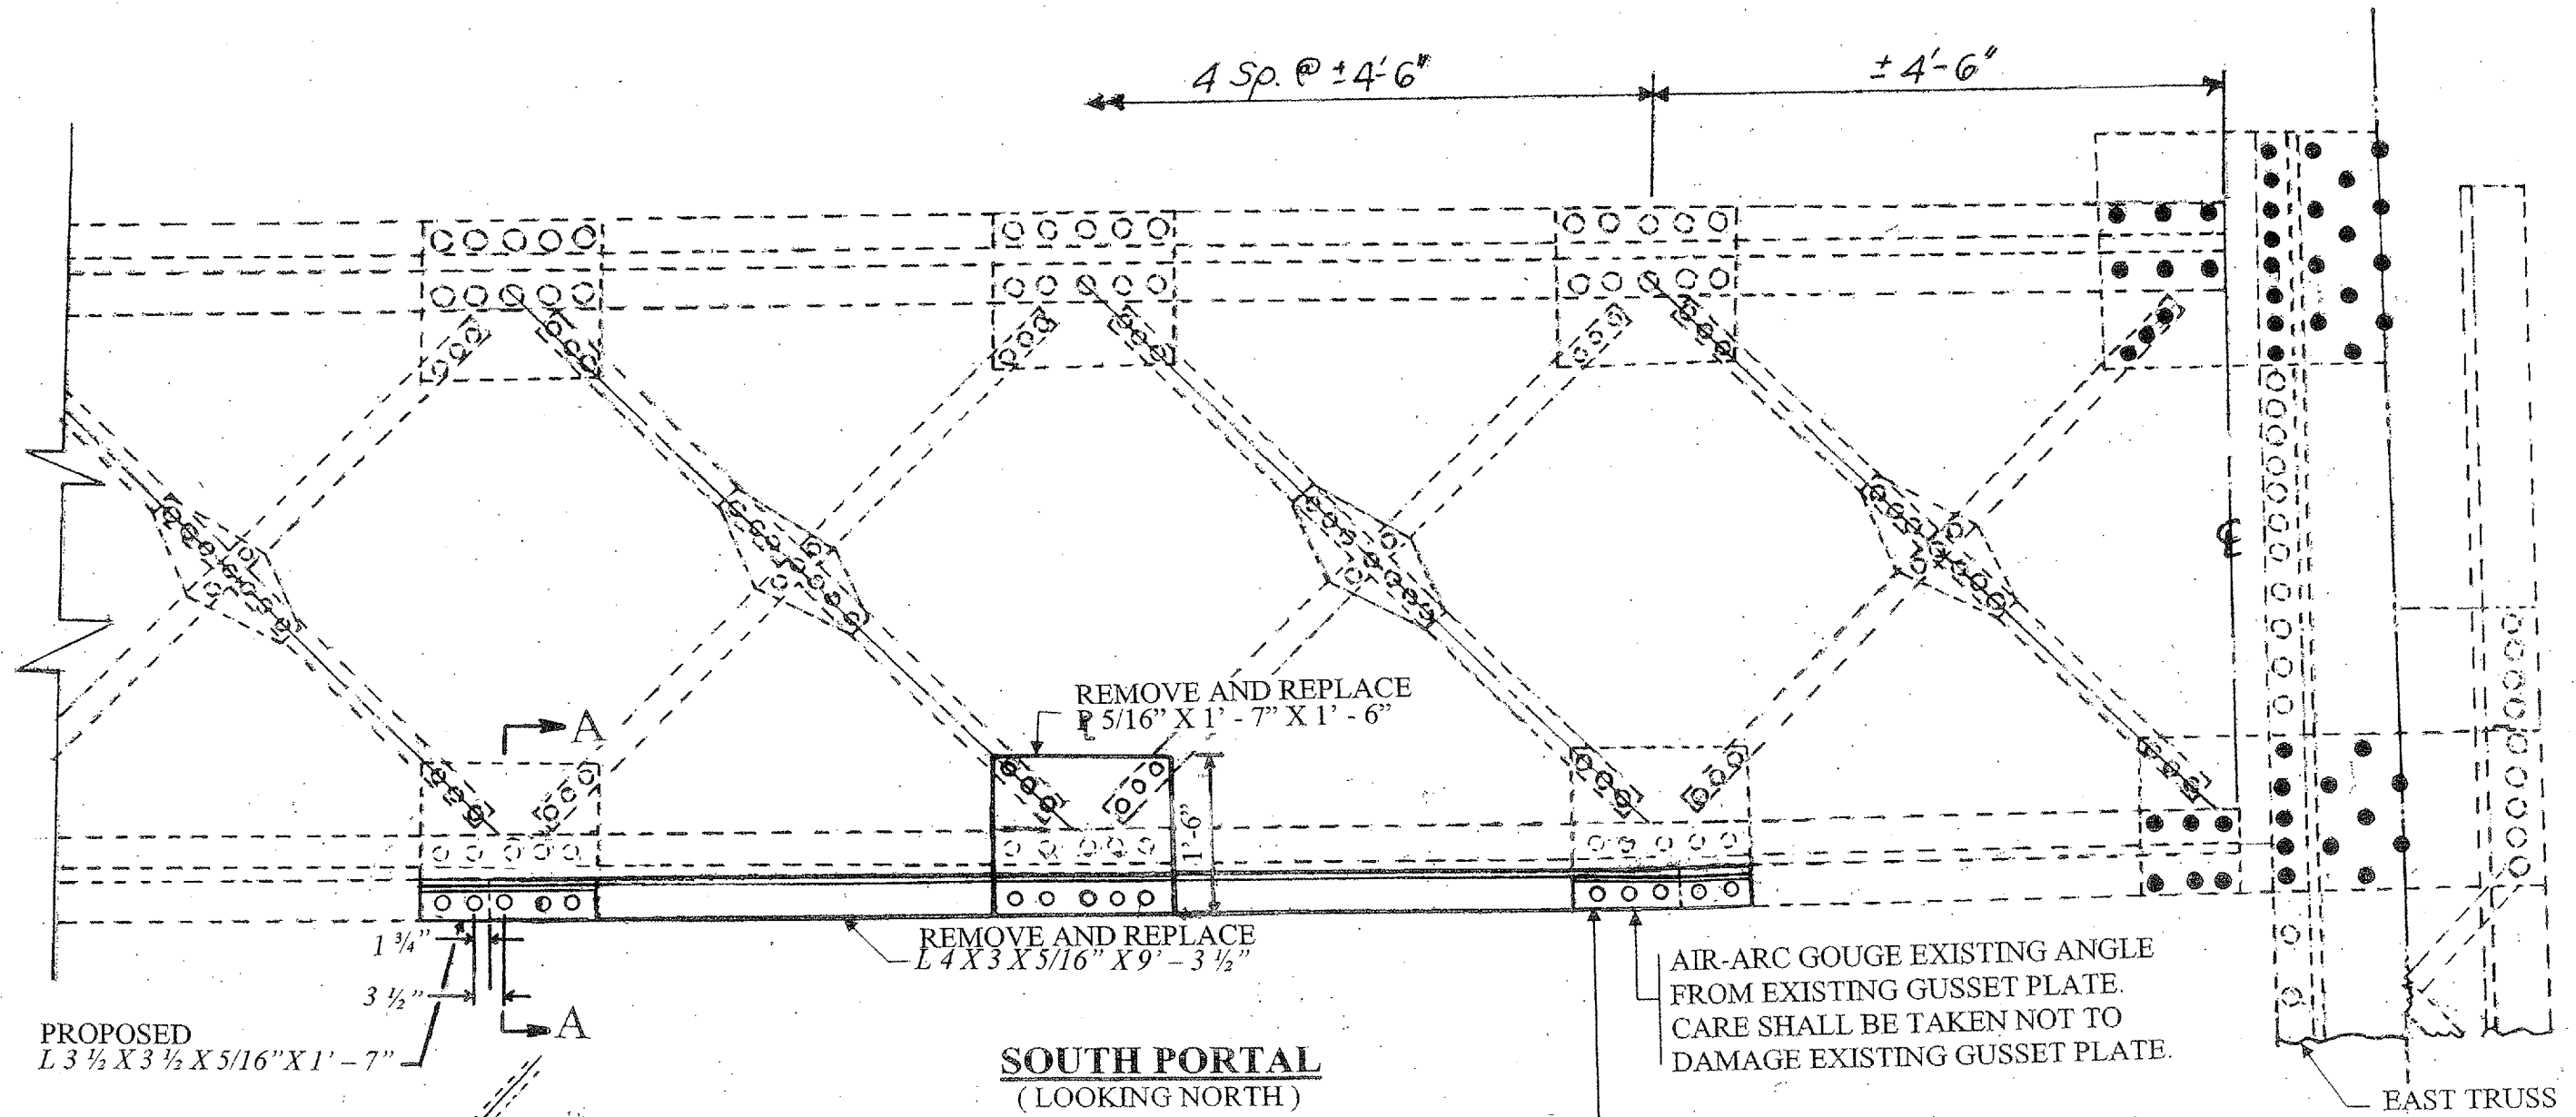 4 Sp. @ ±4'-6"
±4'-6"
℄
REMOVE AND REPLACE
℄ 5/16" X 1' - 7" X 1' - 6"
A
1'-6"
1 ¾"
3 ½"
A
REMOVE AND REPLACE
L 4 X 3 X 5/16" X 9' – 3 ½"
PROPOSED
L 3 ½ X 3 ½ X 5/16" X 1' – 7"
AIR-ARC GOUGE EXISTING ANGLE
FROM EXISTING GUSSET PLATE.
CARE SHALL BE TAKEN NOT TO
DAMAGE EXISTING GUSSET PLATE.
SOUTH PORTAL
( LOOKING NORTH )
EAST TRUSS